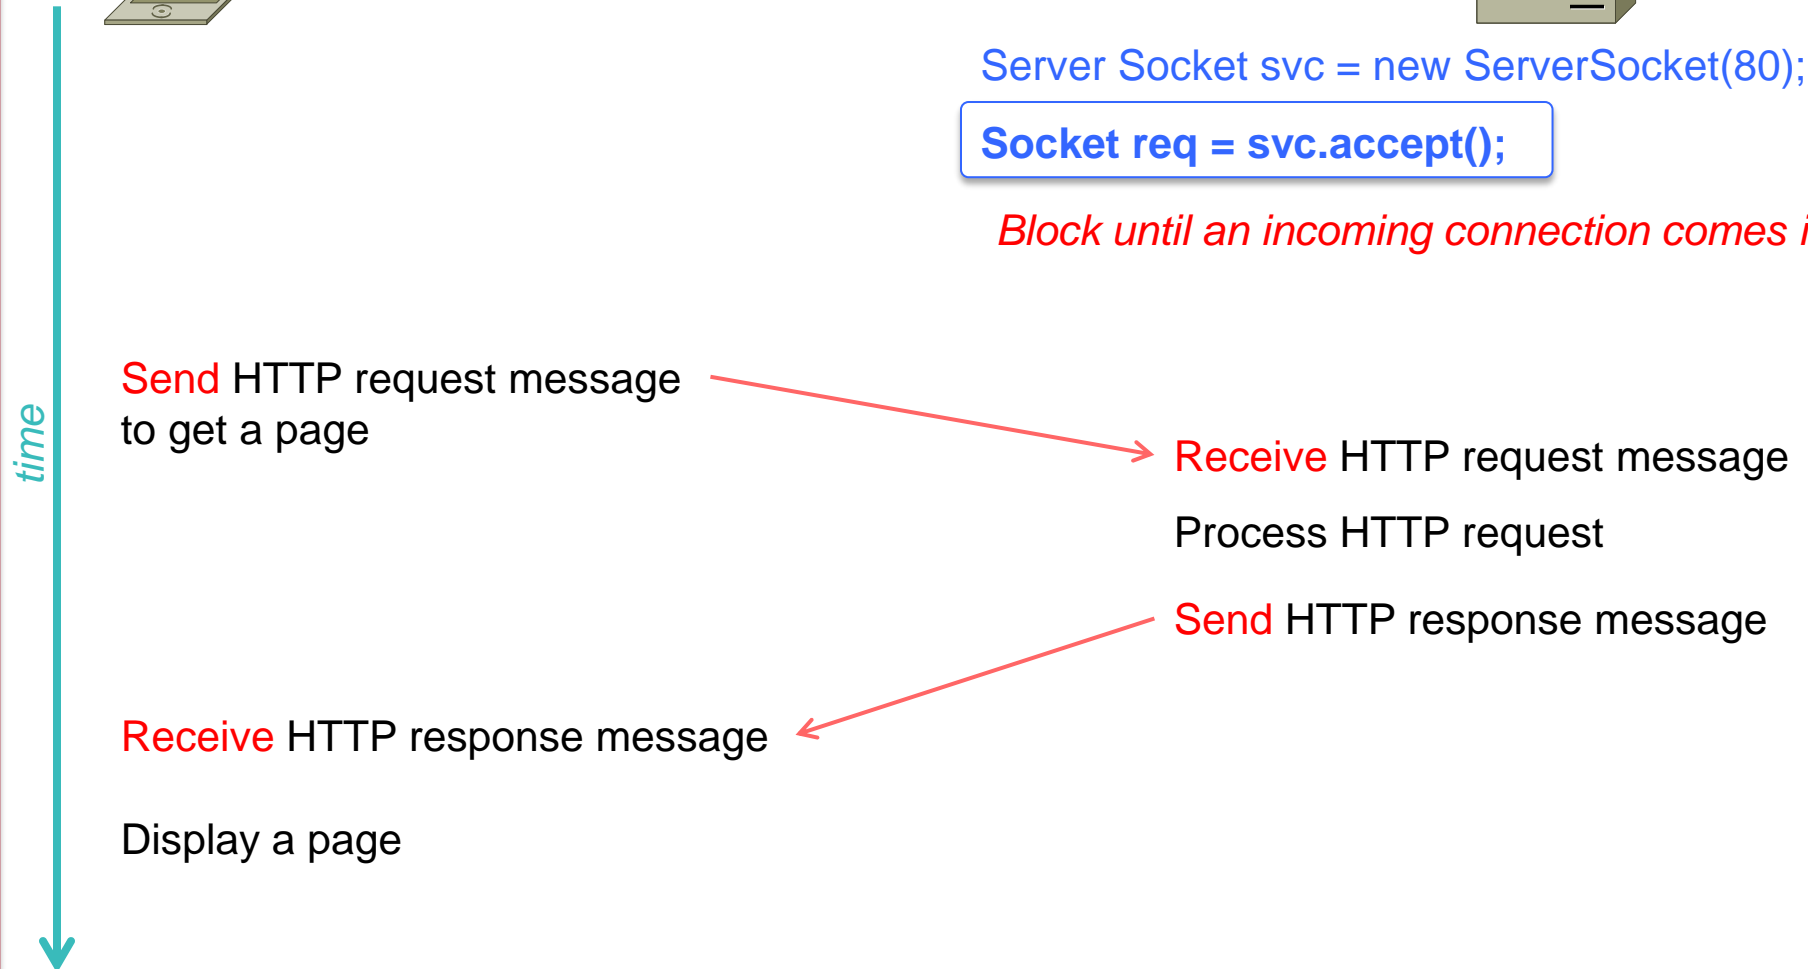 Server Socket svc = new ServerSocket(80);
Socket req = svc.accept();
Block until an incoming connection comes
Send HTTP request message
to get a page
time
Receive HTTP request message
Process HTTP request
Send HTTP response message
Receive HTTP response message
Display a page